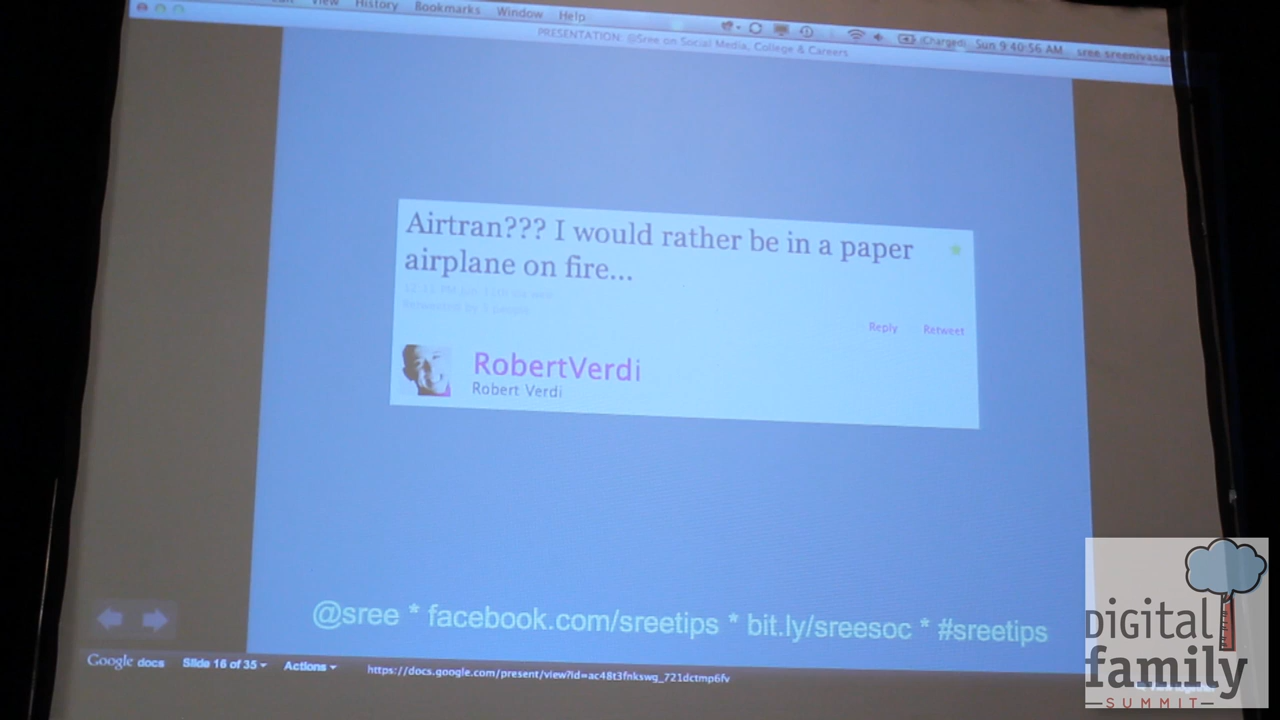 View History Bookmarks Window Help
(Charged) Sun 9:40:56 AM sree sreenivasan
PRESENTATION: @Sree on Social Media, College & Careers
Airtran??? I would rather be in a paper
airplane on fire...
Reply Retweet
RobertVerdi
Robert Verdi
@sree * facebook.com/sreetips * bit.ly/sreesoc * #sreetips
Google docs Slide 16 of 35 Actions https://docs.google.com/present/view?id=ac48t3fnkswg_721dctmp6fv
digital
family
SUMMIT